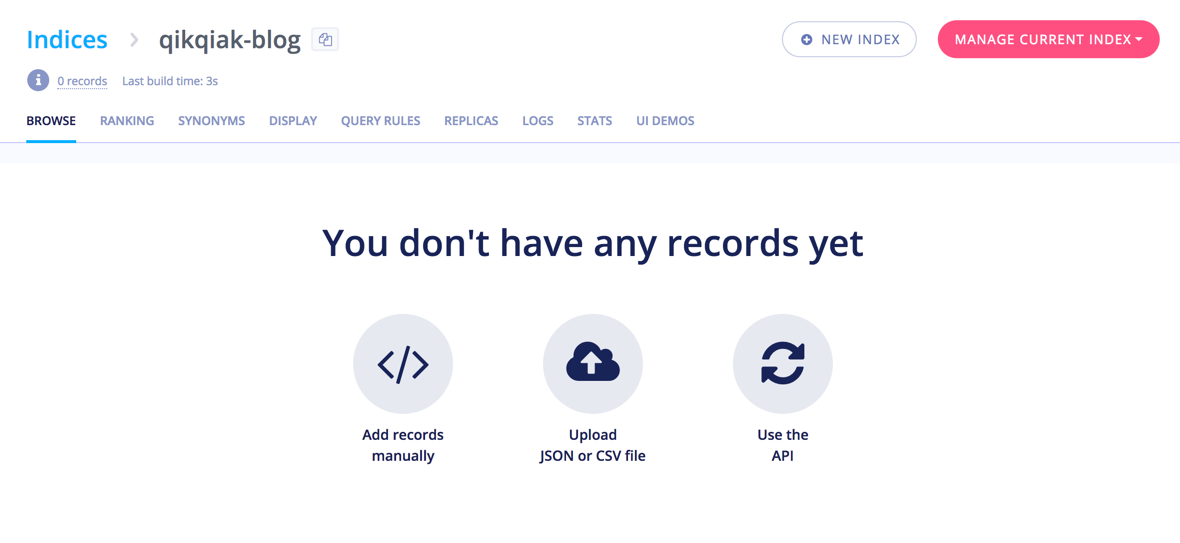 Indices qikqiak-blog NEW INDEX MANAGE CURRENT INDEX
0 records Last build time: 3s
BROWSE RANKING SYNONYMS DISPLAY QUERY RULES REPLICAS LOGS STATS UI DEMOS
You don't have any records yet
Add records
manually
Upload
JSON or CSV file
Use the
API